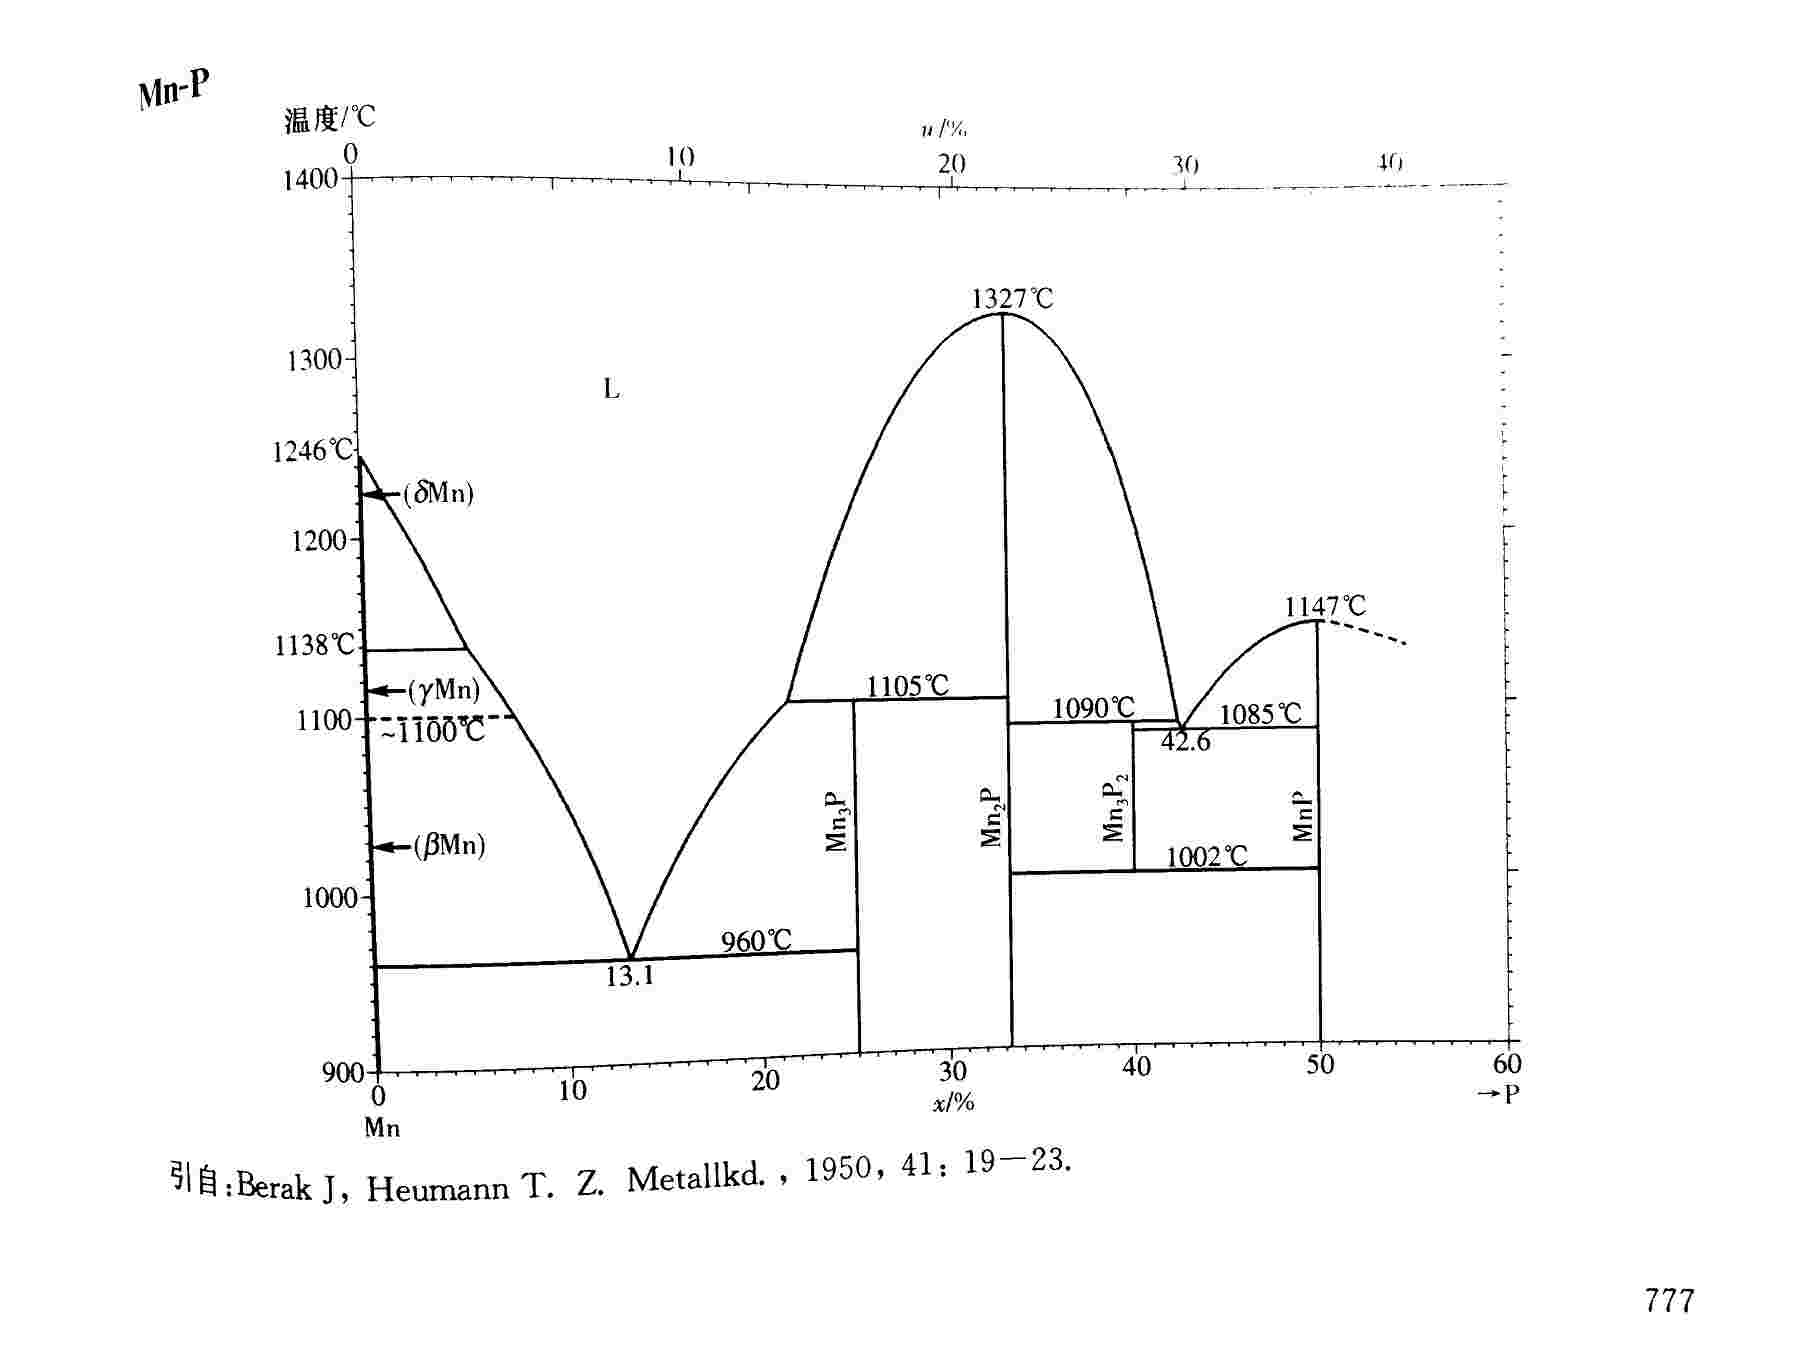 Mn-P
温度/℃
w/%
0 10 20 30 40
1400
1327℃
1300
L
1246℃
(δMn)
1200
1147℃
1138℃
(γMn)
1105℃
1090℃
1085℃
1100
~1100℃
42.6
Mn₃P
Mn₂P
Mn₃P₂
MnP
(βMn)
1002℃
1000
960℃
13.1
900
0 10 20 30 40 50 60
Mn
x/%
→P
引自:Berak J, Heumann T. Z. Metallkd., 1950, 41: 19—23.
777